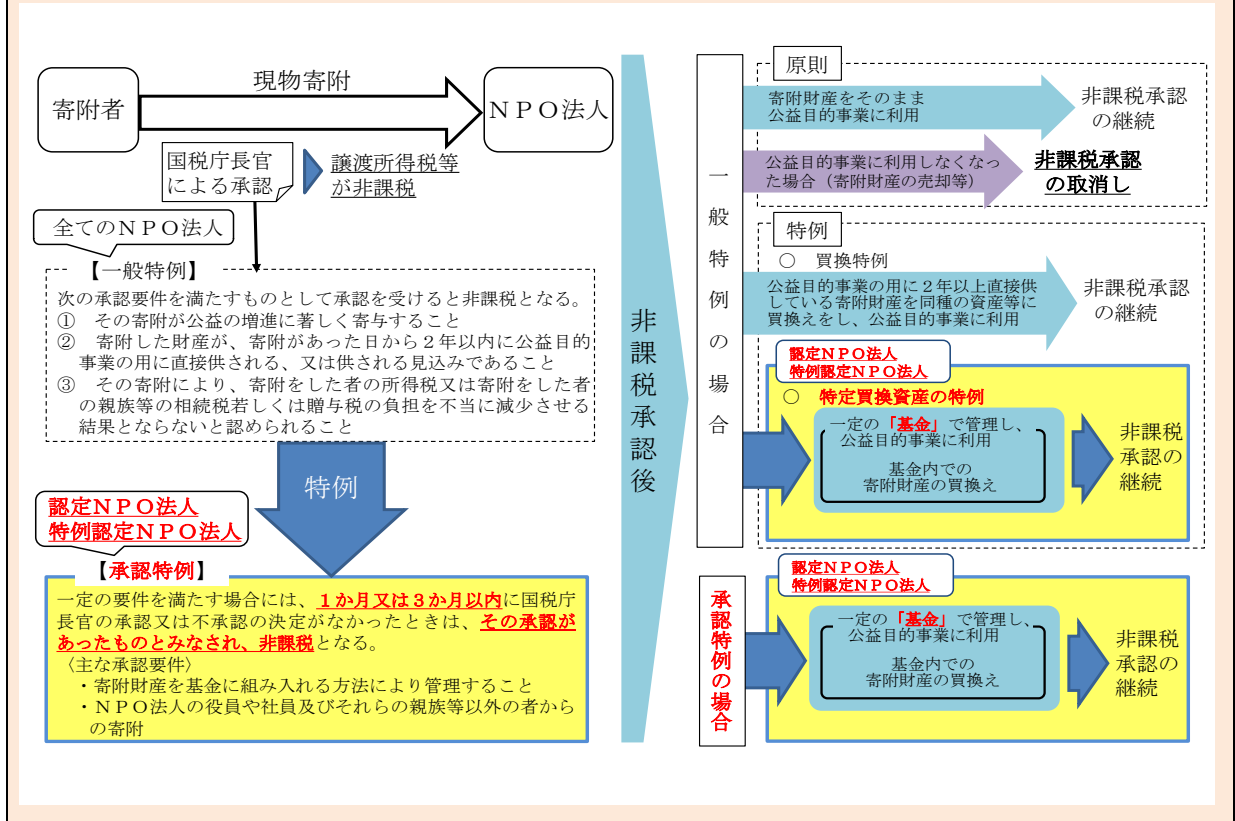 現物寄附
寄附者
ＮＰＯ法人
国税庁長官
による承認
譲渡所得税等
が非課税
全てのＮＰＯ法人
【一般特例】
次の承認要件を満たすものとして承認を受けると非課税となる。
①　その寄附が公益の増進に著しく寄与すること
②　寄附した財産が、寄附があった日から２年以内に公益目的
事業の用に直接供される、又は供される見込みであること
③　その寄附により、寄附をした者の所得税又は寄附をした者
の親族等の相続税若しくは贈与税の負担を不当に減少させる
結果とならないと認められること
特例
認定ＮＰＯ法人
特例認定ＮＰＯ法人
【承認特例】
一定の要件を満たす場合には、１か月又は３か月以内に国税庁
長官の承認又は不承認の決定がなかったときは、その承認が
あったものとみなされ、非課税となる。
〈主な承認要件〉
・寄附財産を基金に組み入れる方法により管理すること
・ＮＰＯ法人の役員や社員及びそれらの親族等以外の者から
の寄附
非課税承認後
一般特例の場合
原則
寄附財産をそのまま
公益目的事業に利用
非課税承認
の継続
公益目的事業に利用しなくなっ
た場合（寄附財産の売却等）
非課税承認
の取消し
特例
○　買換特例
公益目的事業の用に２年以上直接供
している寄附財産を同種の資産等に
買換えをし、公益目的事業に利用
非課税承認
の継続
認定ＮＰＯ法人
特例認定ＮＰＯ法人
○　特定買換資産の特例
一定の「基金」で管理し、
公益目的事業に利用
基金内での
寄附財産の買換え
非課税
承認の
継続
承認特例の場合
認定ＮＰＯ法人
特例認定ＮＰＯ法人
一定の「基金」で管理し、
公益目的事業に利用
基金内での
寄附財産の買換え
非課税
承認の
継続